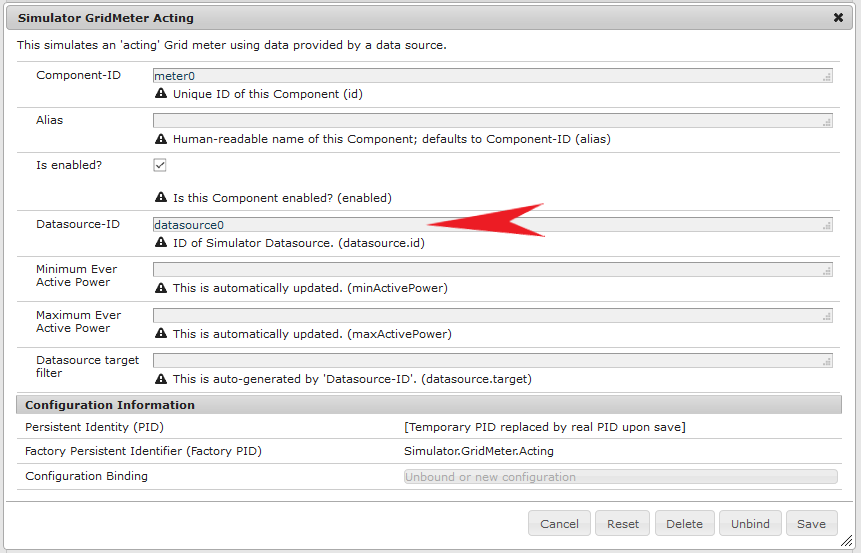 Simulator GridMeter Acting
This simulates an 'acting' Grid meter using data provided by a data source.
Component-ID
meter0
Unique ID of this Component (id)
Alias
Human-readable name of this Component; defaults to Component-ID (alias)
Is enabled?
Is this Component enabled? (enabled)
Datasource-ID
datasource0
ID of Simulator Datasource. (datasource.id)
Minimum Ever
Active Power
This is automatically updated. (minActivePower)
Maximum Ever
Active Power
This is automatically updated. (maxActivePower)
Datasource target
filter
This is auto-generated by 'Datasource-ID'. (datasource.target)
Configuration Information
Persistent Identity (PID)
[Temporary PID replaced by real PID upon save]
Factory Persistent Identifier (Factory PID)
Simulator.GridMeter.Acting
Configuration Binding
Unbound or new configuration
Cancel
Reset
Delete
Unbind
Save